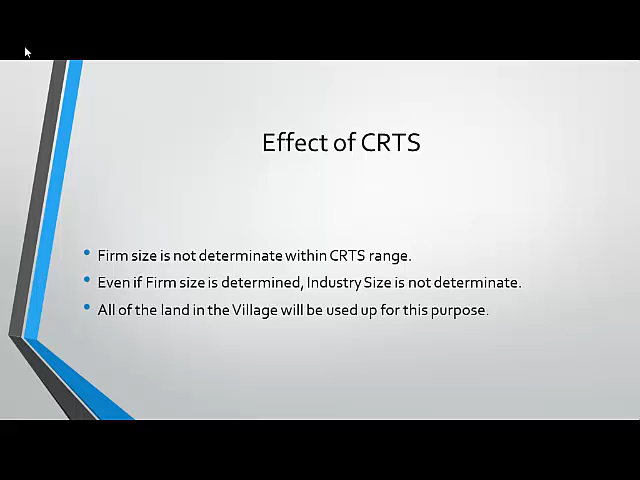 Effect of CRTS
Firm size is not determinate within CRTS range.
Even if Firm size is determined, Industry Size is not determinate.
All of the land in the Village will be used up for this purpose.